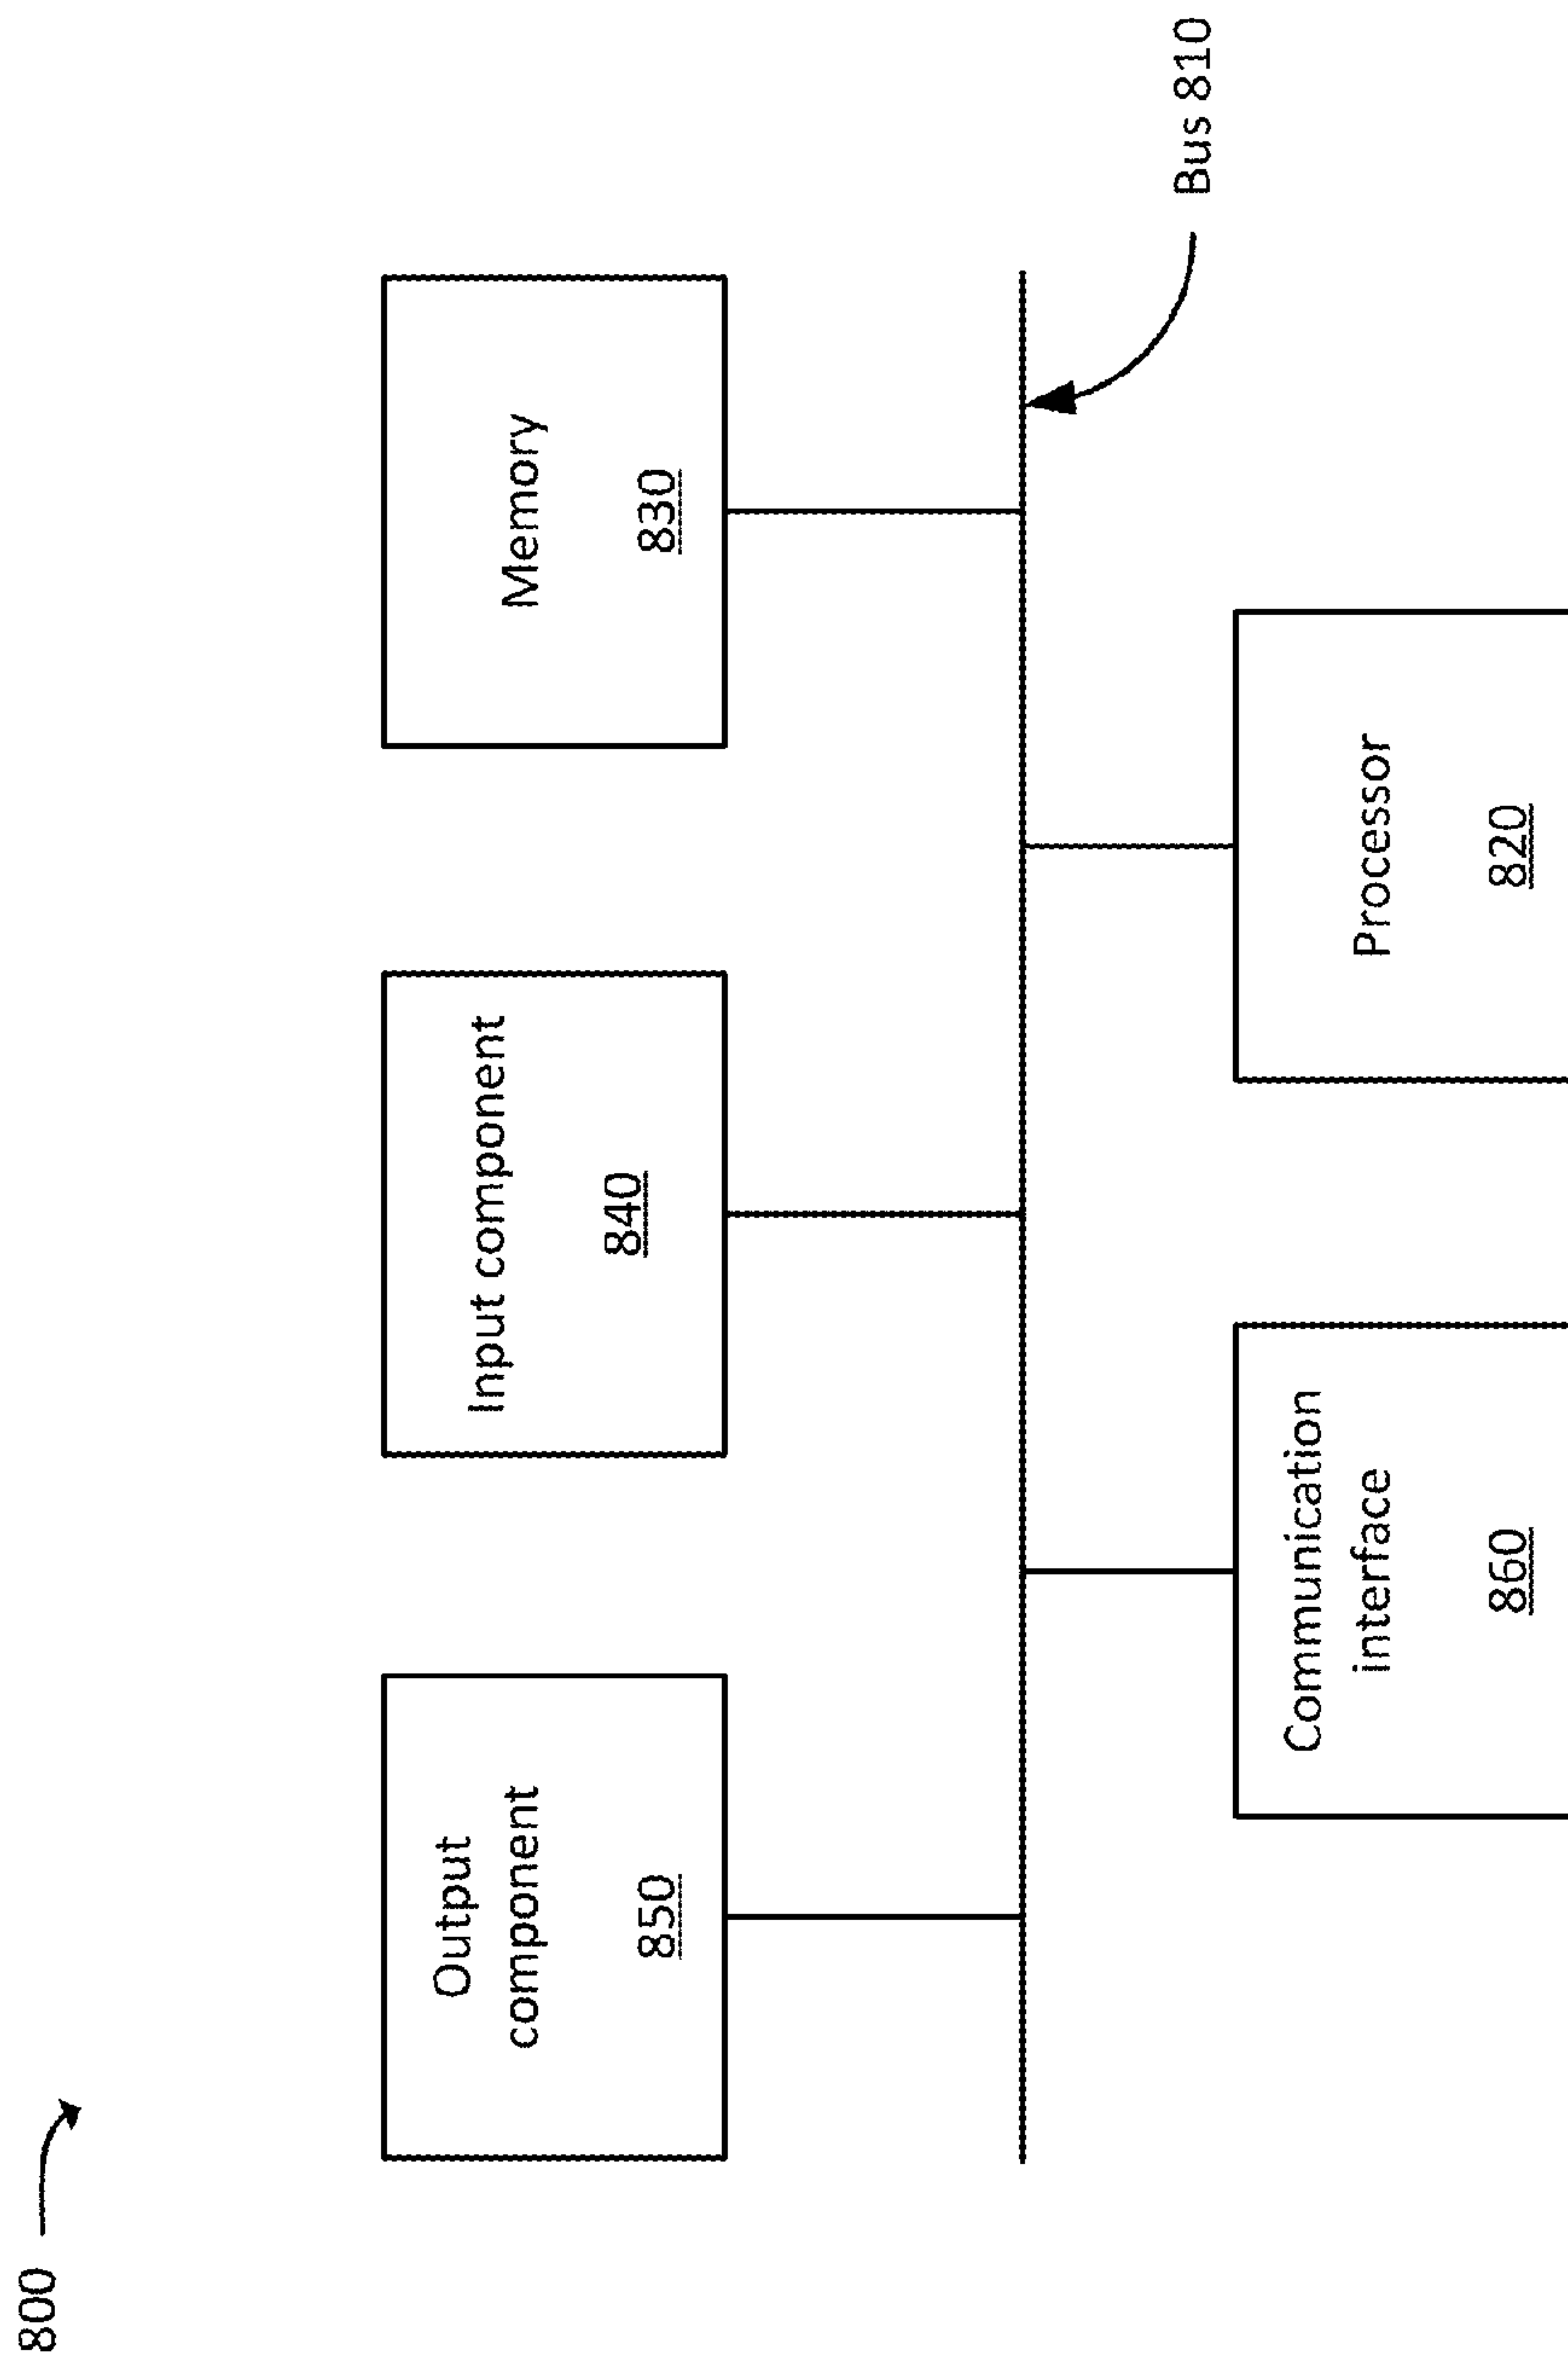 800
Output
component
850
Input component
840
Memory
830
Bus 810
Communication
interface
860
Processor
820